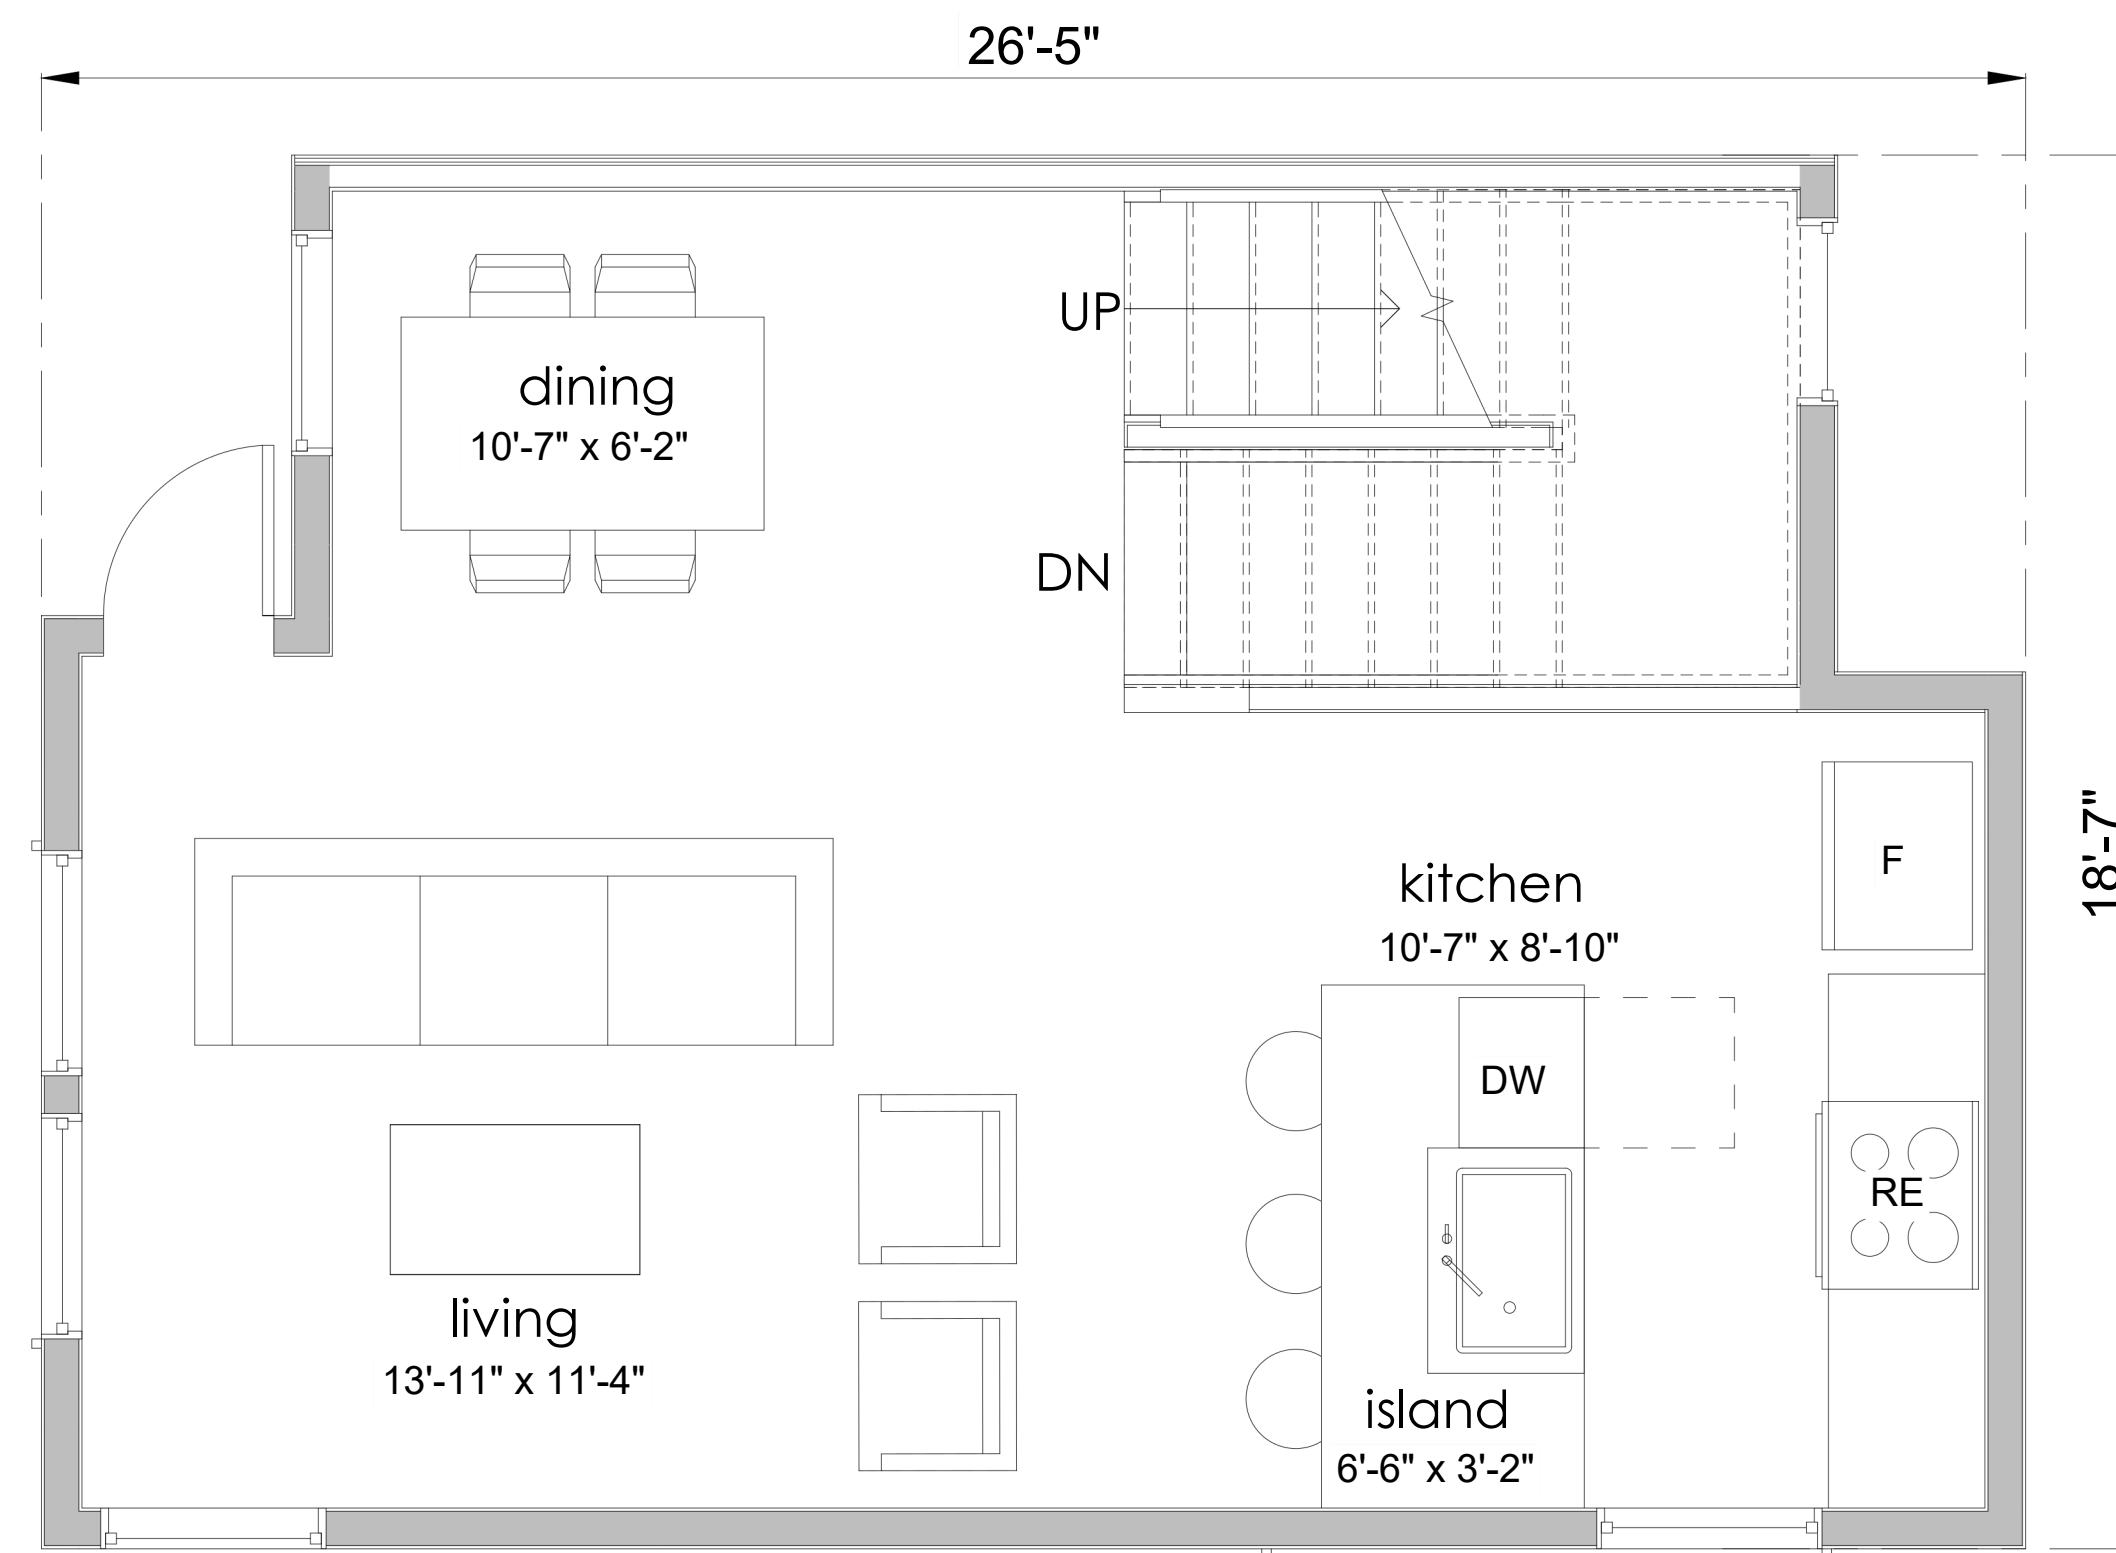 26'-5"
UP
dining
10'-7" x 6'-2"
DN
18'-7"
F
kitchen
10'-7" x 8'-10"
DW
RE
living
13'-11" x 11'-4"
island
6'-6" x 3'-2"